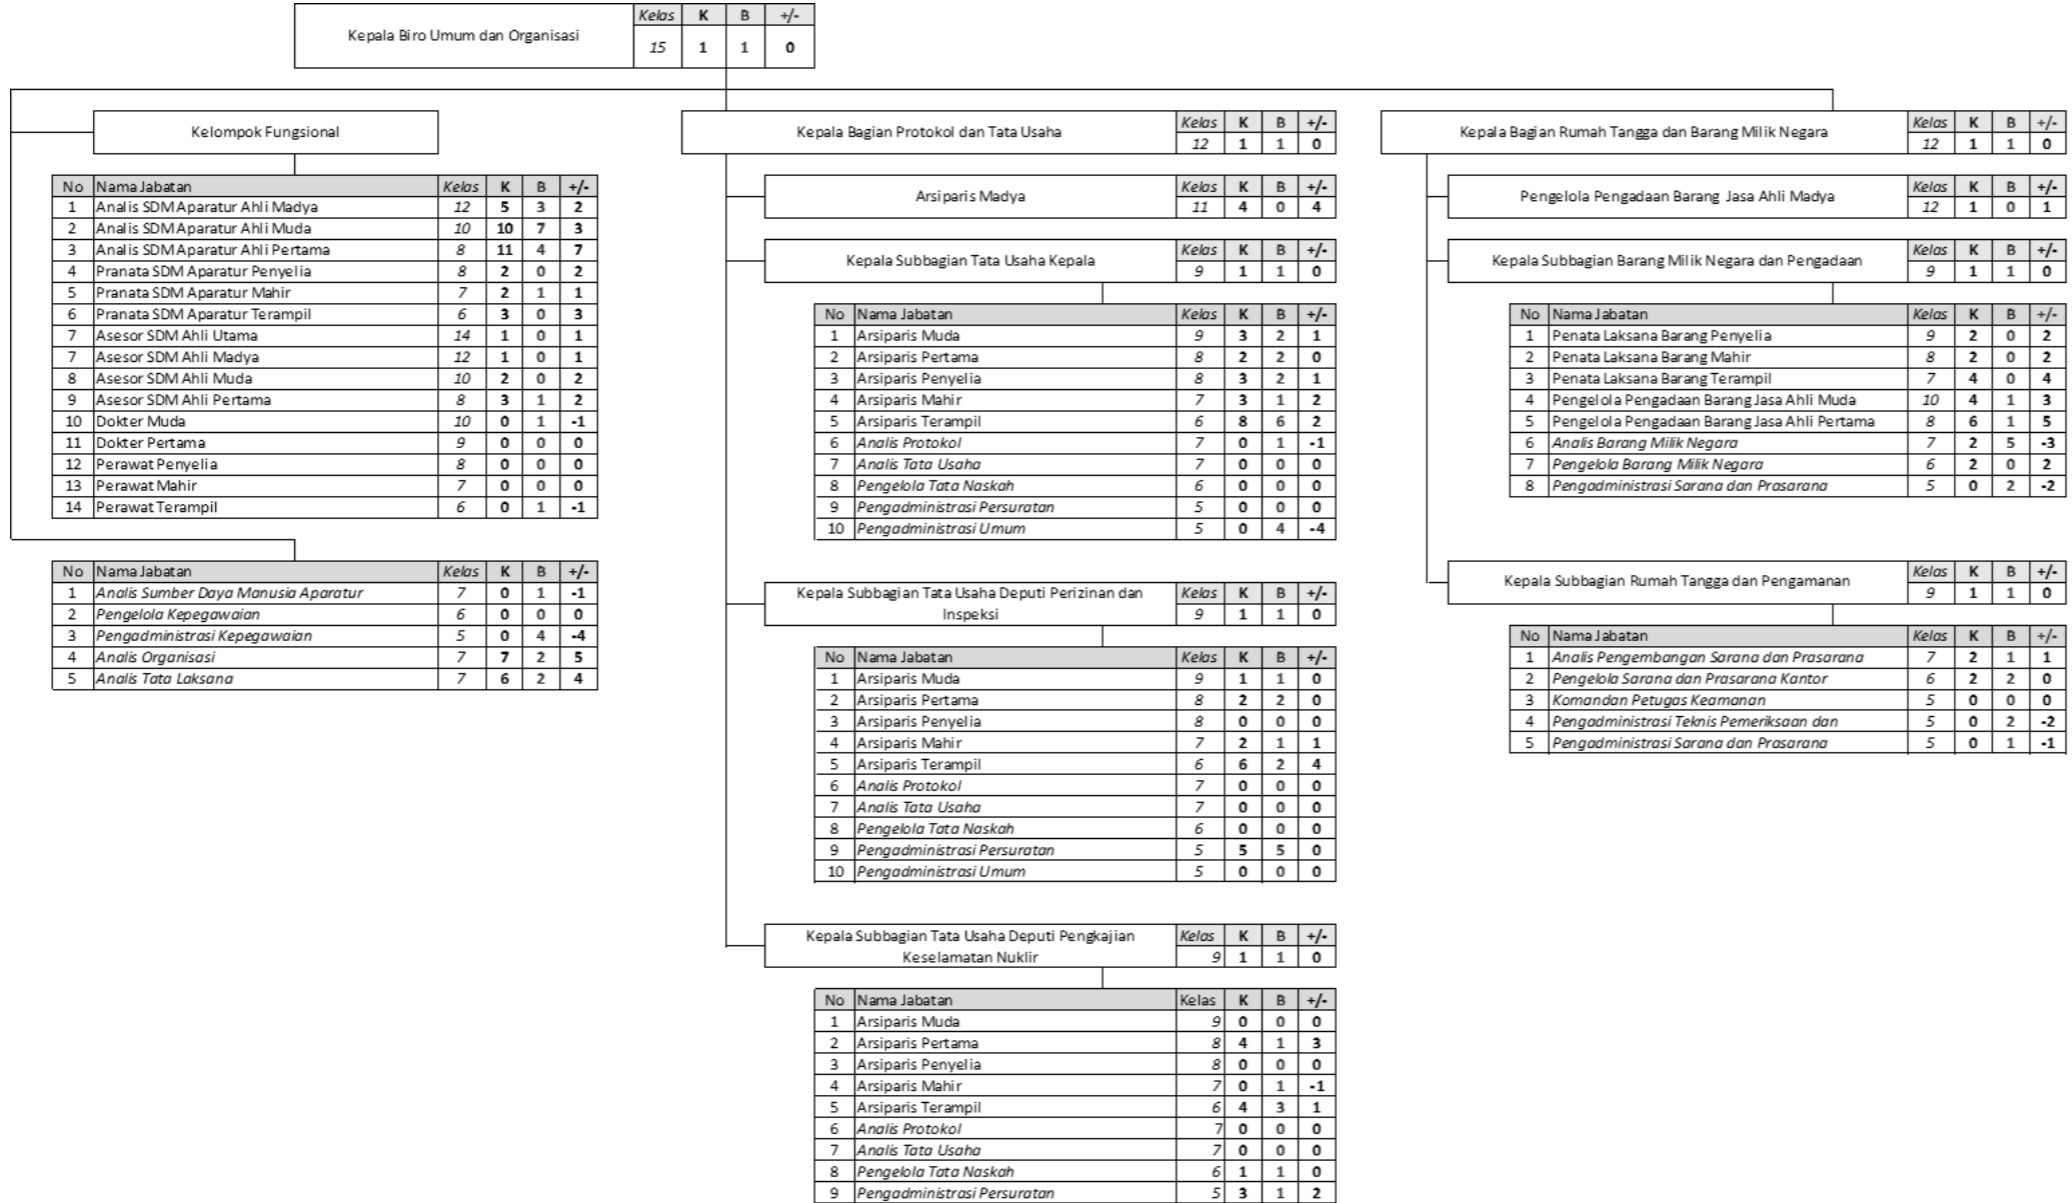 Kepala Biro Umum dan Organisasi
Kelas K B +/-
15 1 1 0
Kelompok Fungsional
No Nama Jabatan Kelas K B +/-
1 Analis SDM Aparatur Ahli Madya 12 5 3 2
2 Analis SDM Aparatur Ahli Muda 10 10 7 3
3 Analis SDM Aparatur Ahli Pertama 8 11 4 7
4 Pranata SDM Aparatur Penyelia 8 2 0 2
5 Pranata SDM Aparatur Mahir 7 2 1 1
6 Pranata SDM Aparatur Terampil 6 3 0 3
7 Asesor SDM Ahli Utama 14 1 0 1
7 Asesor SDM Ahli Madya 12 1 0 1
8 Asesor SDM Ahli Muda 10 2 0 2
9 Asesor SDM Ahli Pertama 8 3 1 2
10 Dokter Muda 10 0 1 -1
11 Dokter Pertama 9 0 0 0
12 Perawat Penyelia 8 0 0 0
13 Perawat Mahir 7 0 0 0
14 Perawat Terampil 6 0 1 -1
No Nama Jabatan Kelas K B +/-
1 Analis Sumber Daya Manusia Aparatur 7 0 1 -1
2 Pengelola Kepegawaian 6 0 0 0
3 Pengadministrasi Kepegawaian 5 0 4 -4
4 Analis Organisasi 7 7 2 5
5 Analis Tata Laksana 7 6 2 4
Kepala Bagian Protokol dan Tata Usaha
Kelas K B +/-
12 1 1 0
Arsiparis Madya
Kelas K B +/-
11 4 0 4
Kepala Subbagian Tata Usaha Kepala
Kelas K B +/-
9 1 1 0
No Nama Jabatan Kelas K B +/-
1 Arsiparis Muda 9 3 2 1
2 Arsiparis Pertama 8 2 2 0
3 Arsiparis Penyelia 8 3 2 1
4 Arsiparis Mahir 7 3 1 2
5 Arsiparis Terampil 6 8 6 2
6 Analis Protokol 7 0 1 -1
7 Analis Tata Usaha 7 0 0 0
8 Pengelola Tata Naskah 6 0 0 0
9 Pengadministrasi Persuratan 5 0 0 0
10 Pengadministrasi Umum 5 0 4 -4
Kepala Subbagian Tata Usaha Deputi Perizinan dan
Inspeksi
Kelas K B +/-
9 1 1 0
No Nama Jabatan Kelas K B +/-
1 Arsiparis Muda 9 1 1 0
2 Arsiparis Pertama 8 2 2 0
3 Arsiparis Penyelia 8 0 0 0
4 Arsiparis Mahir 7 2 1 1
5 Arsiparis Terampil 6 6 2 4
6 Analis Protokol 7 0 0 0
7 Analis Tata Usaha 7 0 0 0
8 Pengelola Tata Naskah 6 0 0 0
9 Pengadministrasi Persuratan 5 5 5 0
10 Pengadministrasi Umum 5 0 0 0
Kepala Subbagian Tata Usaha Deputi Pengkajian
Keselamatan Nuklir
Kelas K B +/-
9 1 1 0
No Nama Jabatan Kelas K B +/-
1 Arsiparis Muda 9 0 0 0
2 Arsiparis Pertama 8 4 1 3
3 Arsiparis Penyelia 8 0 0 0
4 Arsiparis Mahir 7 0 1 -1
5 Arsiparis Terampil 6 4 3 1
6 Analis Protokol 7 0 0 0
7 Analis Tata Usaha 7 0 0 0
8 Pengelola Tata Naskah 6 1 1 0
9 Pengadministrasi Persuratan 5 3 1 2
Kepala Bagian Rumah Tangga dan Barang Milik Negara
Kelas K B +/-
12 1 1 0
Pengelola Pengadaan Barang Jasa Ahli Madya
Kelas K B +/-
12 1 0 1
Kepala Subbagian Barang Milik Negara dan Pengadaan
Kelas K B +/-
9 1 1 0
No Nama Jabatan Kelas K B +/-
1 Penata Laksana Barang Penyelia 9 2 0 2
2 Penata Laksana Barang Mahir 8 2 0 2
3 Penata Laksana Barang Terampil 7 4 0 4
4 Pengelola Pengadaan Barang Jasa Ahli Muda 10 4 1 3
5 Pengelola Pengadaan Barang Jasa Ahli Pertama 8 6 1 5
6 Analis Barang Milik Negara 7 2 5 -3
7 Pengelola Barang Milik Negara 6 2 0 2
8 Pengadministrasi Sarana dan Prasarana 5 0 2 -2
Kepala Subbagian Rumah Tangga dan Pengamanan
Kelas K B +/-
9 1 1 0
No Nama Jabatan Kelas K B +/-
1 Analis Pengembangan Sarana dan Prasarana 7 2 1 1
2 Pengelola Sarana dan Prasarana Kantor 6 2 2 0
3 Komandan Petugas Keamanan 5 0 0 0
4 Pengadministrasi Teknis Pemeriksaan dan 5 0 2 -2
5 Pengadministrasi Sarana dan Prasarana 5 0 1 -1